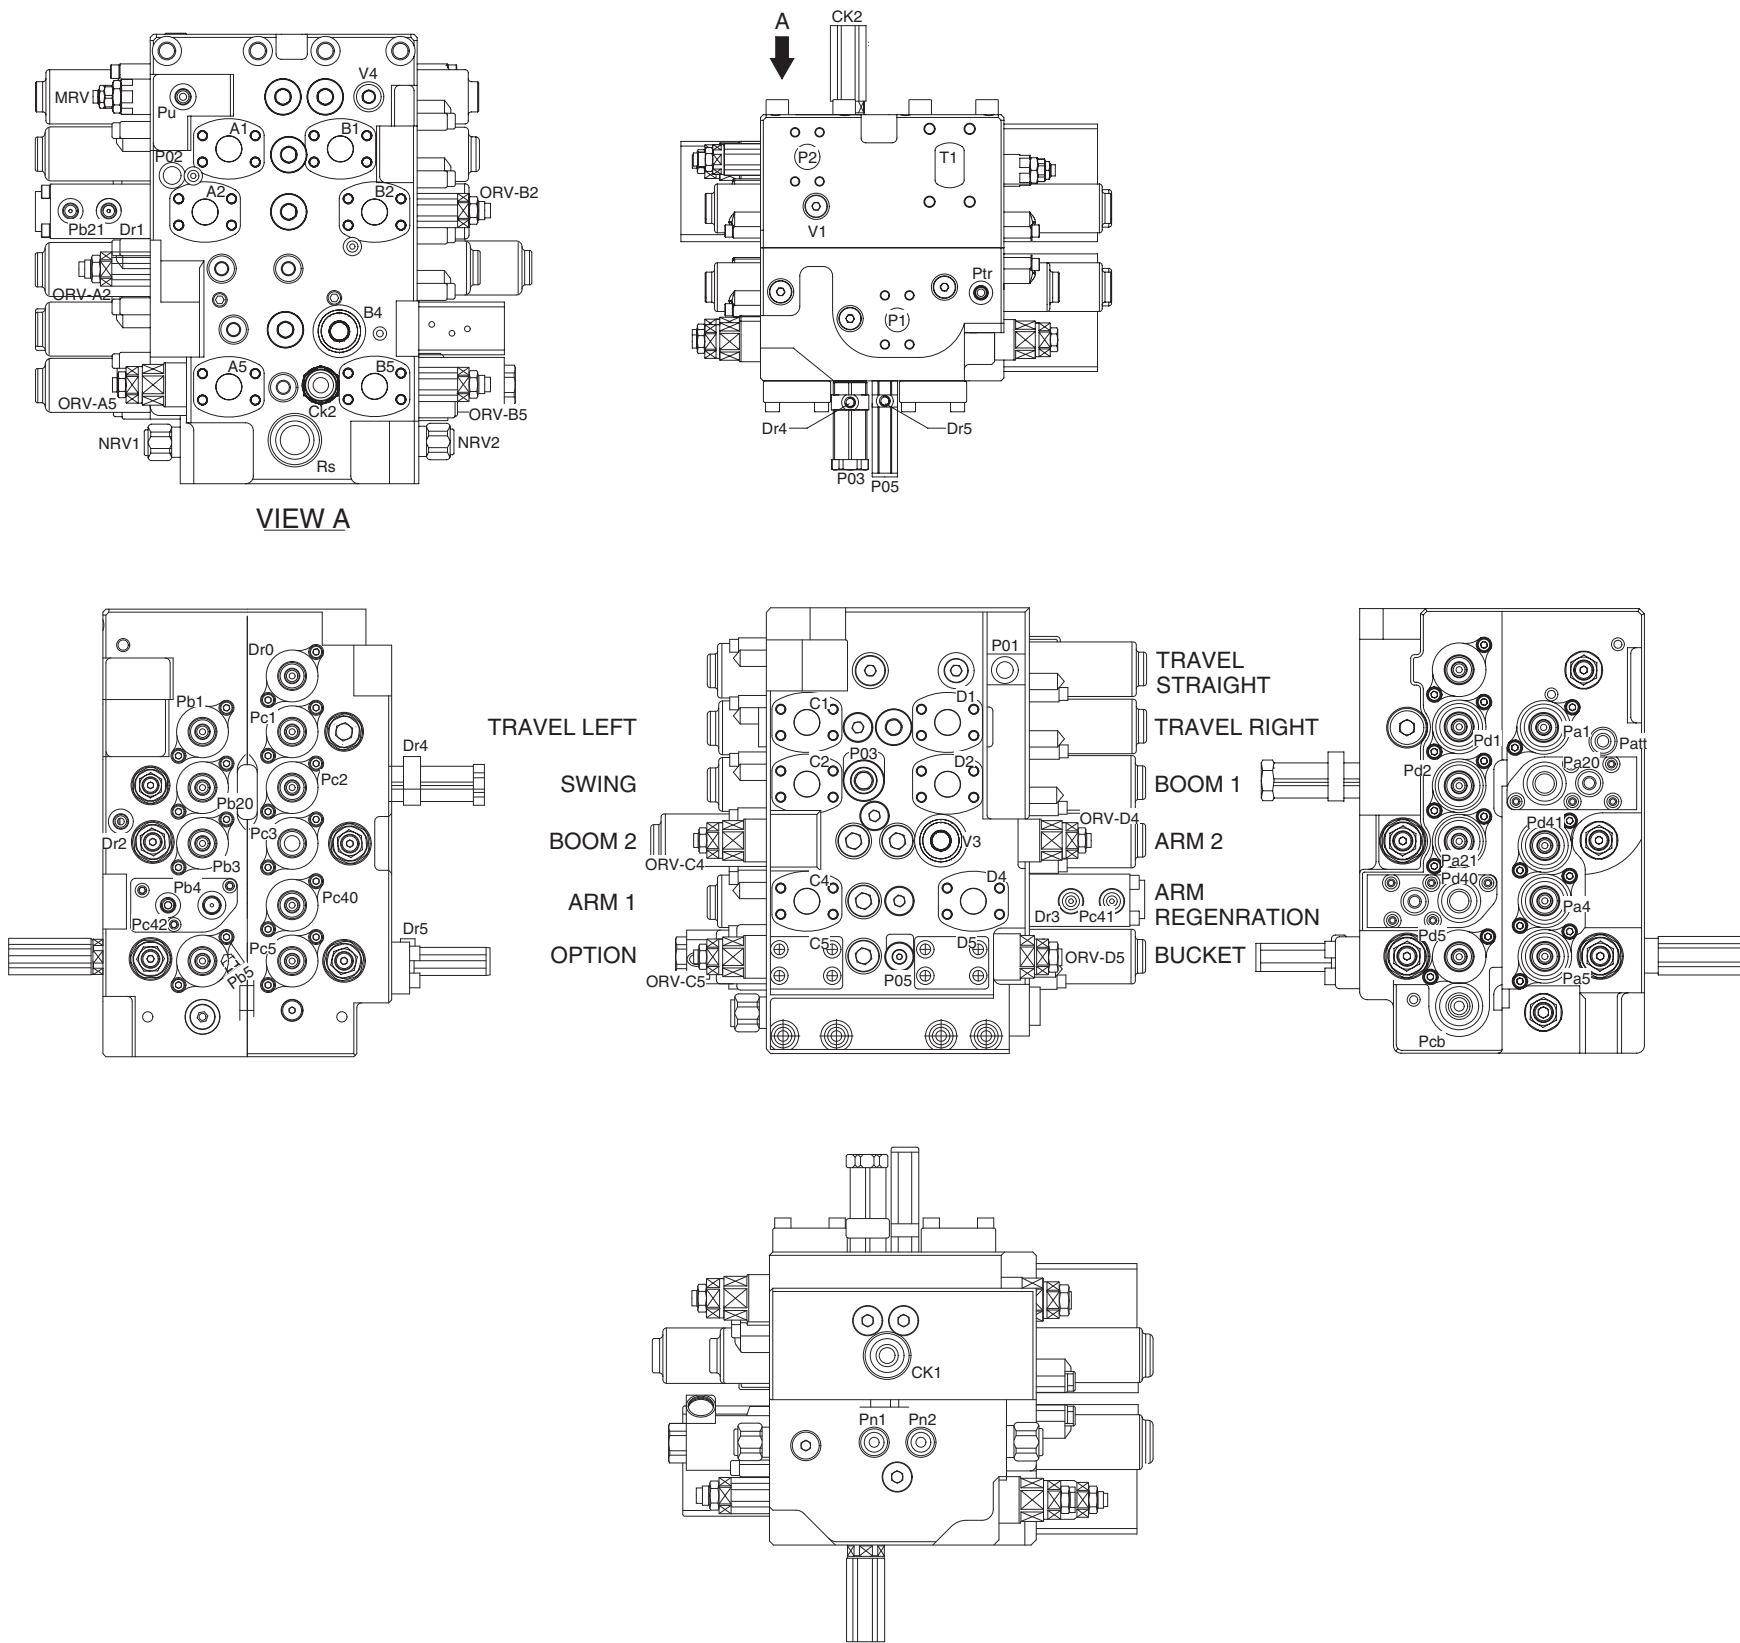 A
CK2
MRV
Pu
V4
A1
B1
P02
A2
B2
ORV-B2
Pb21
Dr1
ORV-A2
B4
A5
B5
ORV-A5
Ck2
ORV-B5
NRV1
NRV2
Rs
VIEW A
P2
T1
V1
Ptr
P1
Dr4
Dr5
P03
P05
Dr0
Pb1
Pc1
Dr4
Pc2
Pb20
Pc3
Dr2
Pb3
Pb4
Pc40
Pc42
Dr5
Pc5
Pb5
TRAVEL LEFT
SWING
BOOM 2
ARM 1
OPTION
P01
C1
D1
P03
C2
D2
ORV-D4
V3
ORV-C4
C4
D4
Dr3
Pc41
C5
D5
ORV-D5
ORV-C5
P05
TRAVEL
STRAIGHT
TRAVEL RIGHT
BOOM 1
ARM 2
ARM
REGENRATION
BUCKET
Pd1
Pa1
Patt
Pd2
Pa20
Pd41
Pa21
Pd40
Pa4
Pd5
Pa5
Pcb
CK1
Pn1
Pn2